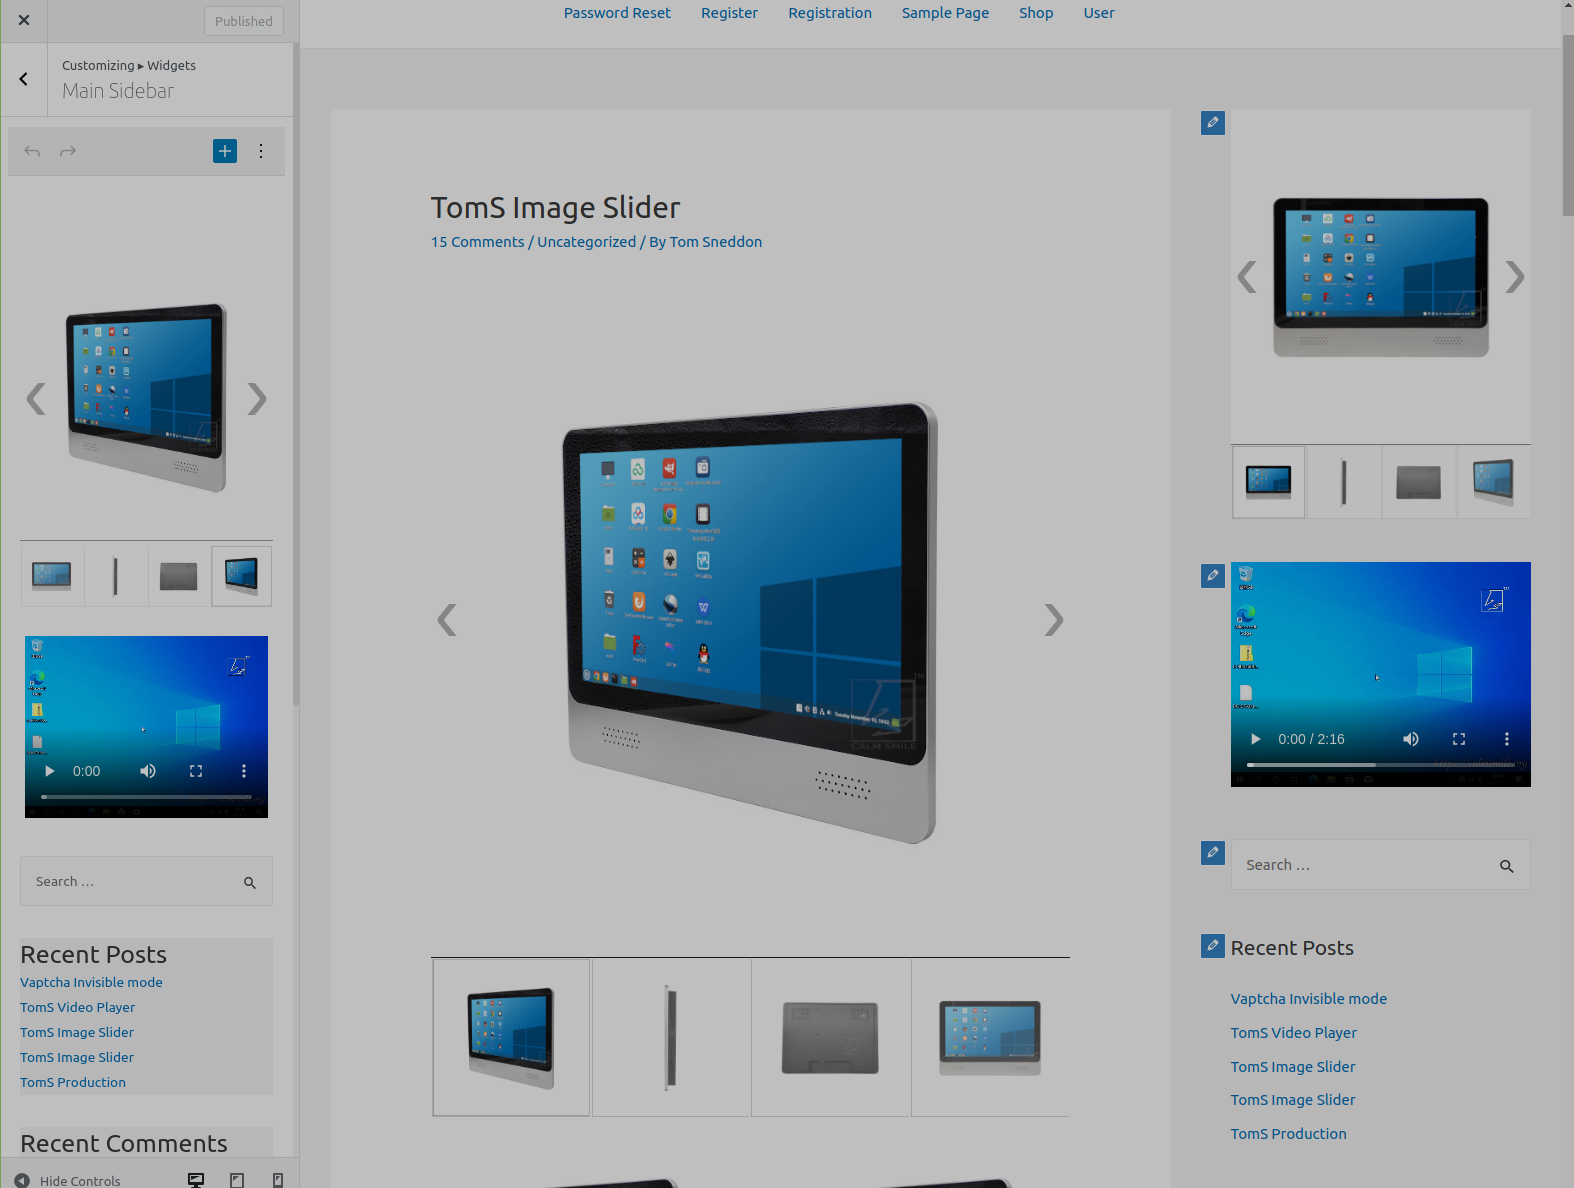 Published
Customizing ▸ Widgets
Main Sidebar
Search …
Recent Posts
Vaptcha Invisible mode
TomS Video Player
TomS Image Slider
TomS Image Slider
TomS Production
Recent Comments
Hide Controls
0:00
Password Reset
Register
Registration
Sample Page
Shop
User
TomS Image Slider
15 Comments / Uncategorized / By Tom Sneddon
CALM SMILE
TM
0:00 / 2:16
Search …
Recent Posts
Vaptcha Invisible mode
TomS Video Player
TomS Image Slider
TomS Image Slider
TomS Production